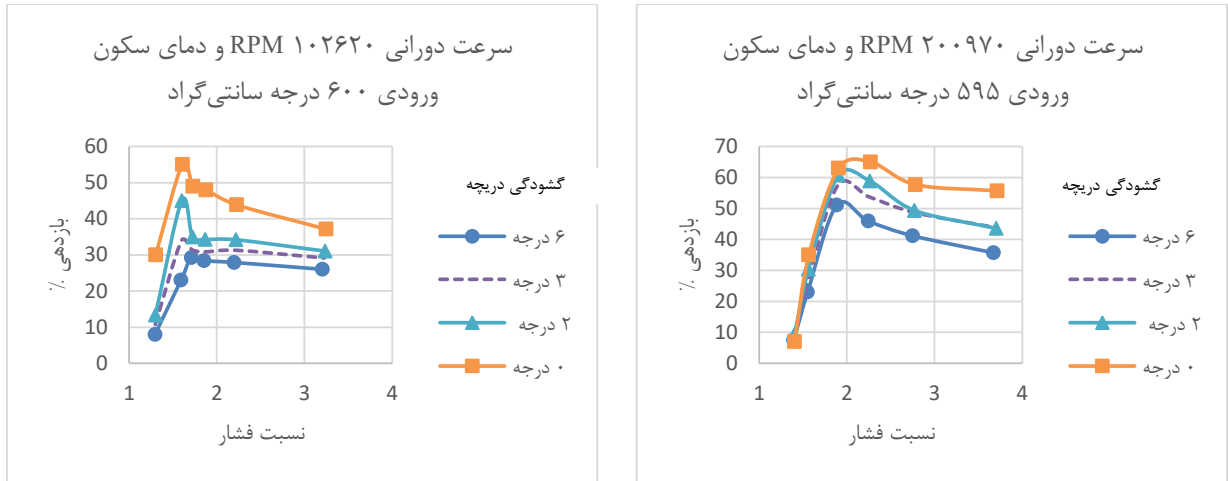 سرعت دورانی ۱۰۲۶۲۰ RPM و دمای سکون
ورودی ۶۰۰ درجه سانتی‌گراد
بازدهی ٪
60
50
40
30
20
10
0
1 2 3 4
نسبت فشار
گشودگی دریچه
۶ درجه
۳ درجه
۲ درجه
۰ درجه
سرعت دورانی ۲۰۰۹۷۰ RPM و دمای سکون
ورودی ۵۹۵ درجه سانتی‌گراد
بازدهی ٪
70
60
50
40
30
20
10
0
1 2 3 4
نسبت فشار
گشودگی دریچه
۶ درجه
۳ درجه
۲ درجه
۰ درجه